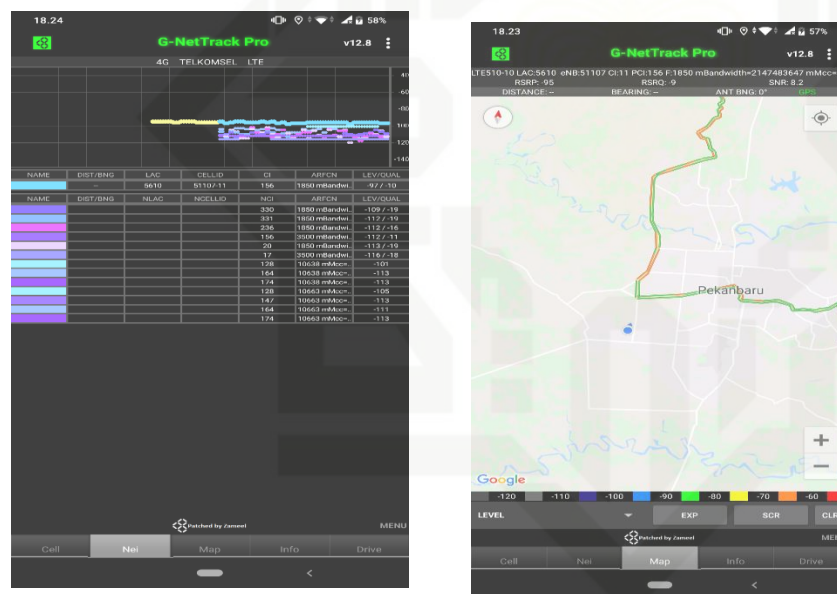 18.24
58%
G-NetTrack Pro
v12.8
4G TELKOMSEL LTE
-60
-80
-120
-140
NAME DIST/BNG LAC CELLID CI ARFCN LEV/QUAL
-- 5610 51107-11 156 1850 mBandwi.. -97 / -10
NAME DIST/BNG NLAC NCELLID NCI ARFCN LEV/QUAL
330 1850 mBandwi.. -109 / -19
331 1850 mBandwi.. -112 / -19
236 1850 mBandwi.. -112 / -16
156 3500 mBandwi.. -112 / -11
20 1850 mBandwi.. -113 / -19
17 3500 mBandwi.. -116 / -18
128 10638 mMcc=.. -101
164 10638 mMcc=.. -113
174 10638 mMcc=.. -113
128 10663 mMcc=.. -105
147 10663 mMcc=.. -113
164 10663 mMcc=.. -111
174 10663 mMcc=.. -113
Patched by Zameel
MENU
Cell Nei Map Info Drive
18.23
57%
G-NetTrack Pro
v12.8
LTE510-10 LAC:5610 eNB:51107 CI:11 PCI:156 F:1850 mBandwidth=2147483647 mMcc=
RSRP: -95 RSRQ: -9 SNR: 8.2
DISTANCE: -- BEARING: -- ANT BNG: 0° GPS
Pekanbaru
Google
-120 -110 -100 -90 -80 -70 -60
LEVEL EXP SCR CLR
Patched by Zameel
Cell Nei Map Info Drive